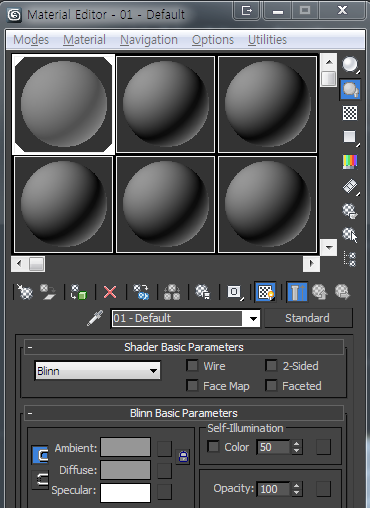 Material Editor - 01 - Default
Modes Material Navigation Options Utilities
01 - Default Standard
- Shader Basic Parameters
Blinn Wire 2-Sided
Face Map Faceted
- Blinn Basic Parameters
Self-Illumination
Ambient: Color 50
Diffuse:
Specular: Opacity: 100